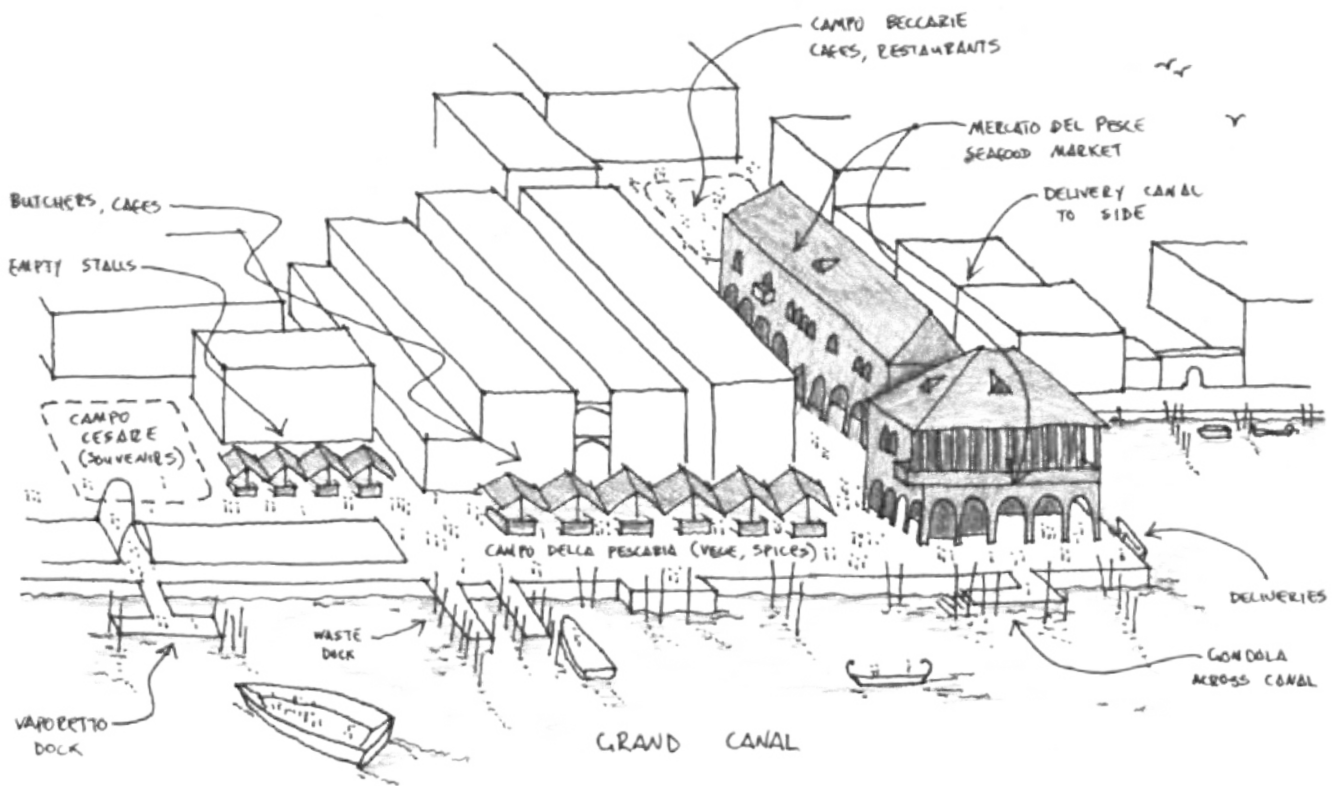 CAMPO BECCARIE
CAFES, RESTAURANTS
MERCATO DEL PESCE
SEAFOOD MARKET
BUTCHERS, CAFES
DELIVERY CANAL
TO SIDE
EMPTY STALLS
CAMPO
CESARE
(SOUVENIRS)
CAMPO DELLA PESCARIA (VEGE, SPICES)
DELIVERIES
WASTE
DOCK
GONDOLA
ACROSS CANAL
VAPORETTO
DOCK
GRAND CANAL